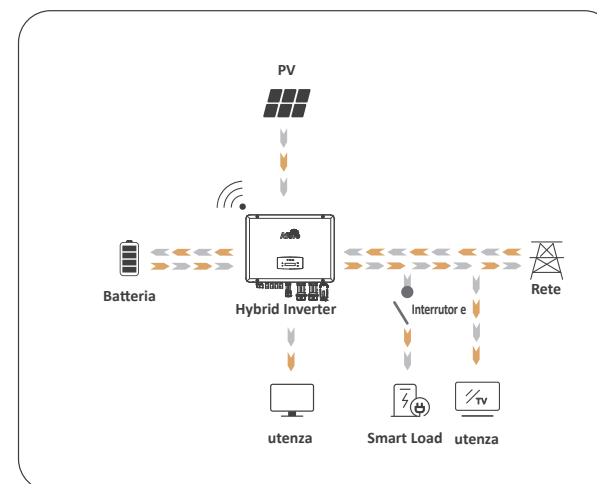 PV
Batteria
Hybrid Inverter
Rete
Interrutor e
TV
utenza
Smart Load
utenza